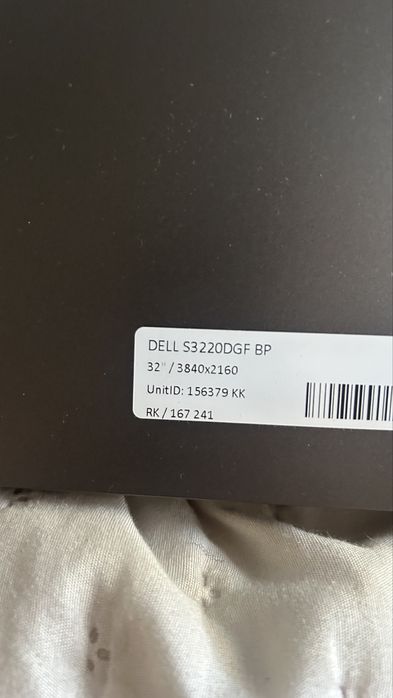 DELL S3220DGF BP
32" / 3840x2160
UnitID: 156379 KK
RK / 167 241